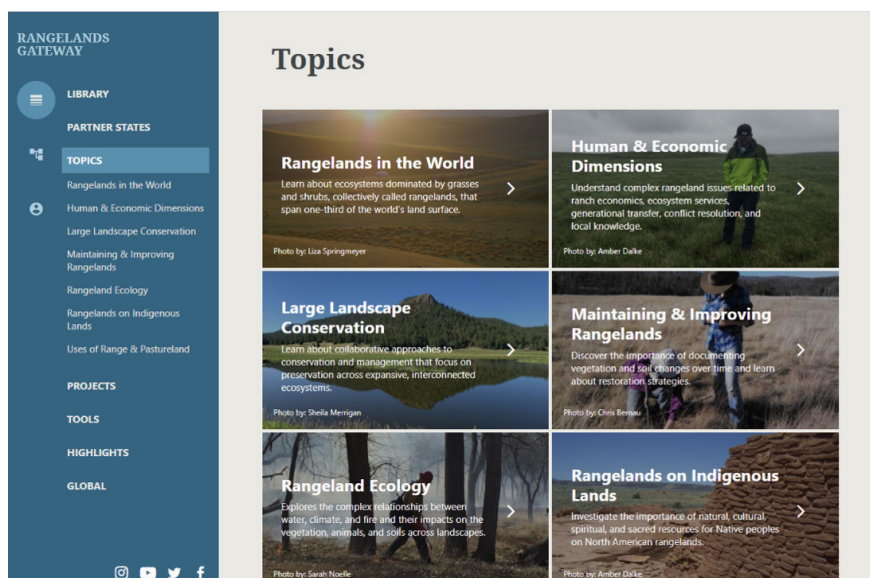 RANGELANDS
GATEWAY
LIBRARY
PARTNER STATES
TOPICS
Rangelands in the World
Human & Economic Dimensions
Large Landscape Conservation
Maintaining & Improving
Rangelands
Rangeland Ecology
Rangelands on Indigenous
Lands
Uses of Range & Pastureland
PROJECTS
TOOLS
HIGHLIGHTS
GLOBAL
Topics
Rangelands in the World
Learn about ecosystems dominated by grasses
and shrubs, collectively called rangelands, that
span one-third of the world's land surface.
Photo by: Liza Springmeyer
Human & Economic
Dimensions
Understand complex rangeland issues related to
ranch economics, ecosystem services,
generational transfer, conflict resolution, and
local knowledge.
Photo by: Amber Dalke
Large Landscape
Conservation
Learn about collaborative approaches to
conservation and management that focus on
preservation across expansive, interconnected
ecosystems.
Photo by: Sheila Merrigan
Maintaining & Improving
Rangelands
Discover the importance of documenting
vegetation and soil changes over time and learn
about restoration strategies.
Photo by: Chris Bernau
Rangeland Ecology
Explores the complex relationships between
water, climate, and fire and their impacts on the
vegetation, animals, and soils across landscapes.
Photo by: Sarah Noelle
Rangelands on Indigenous
Lands
Investigate the importance of natural, cultural,
spiritual, and sacred resources for Native peoples
on North American rangelands.
Photo by: Amber Dalke